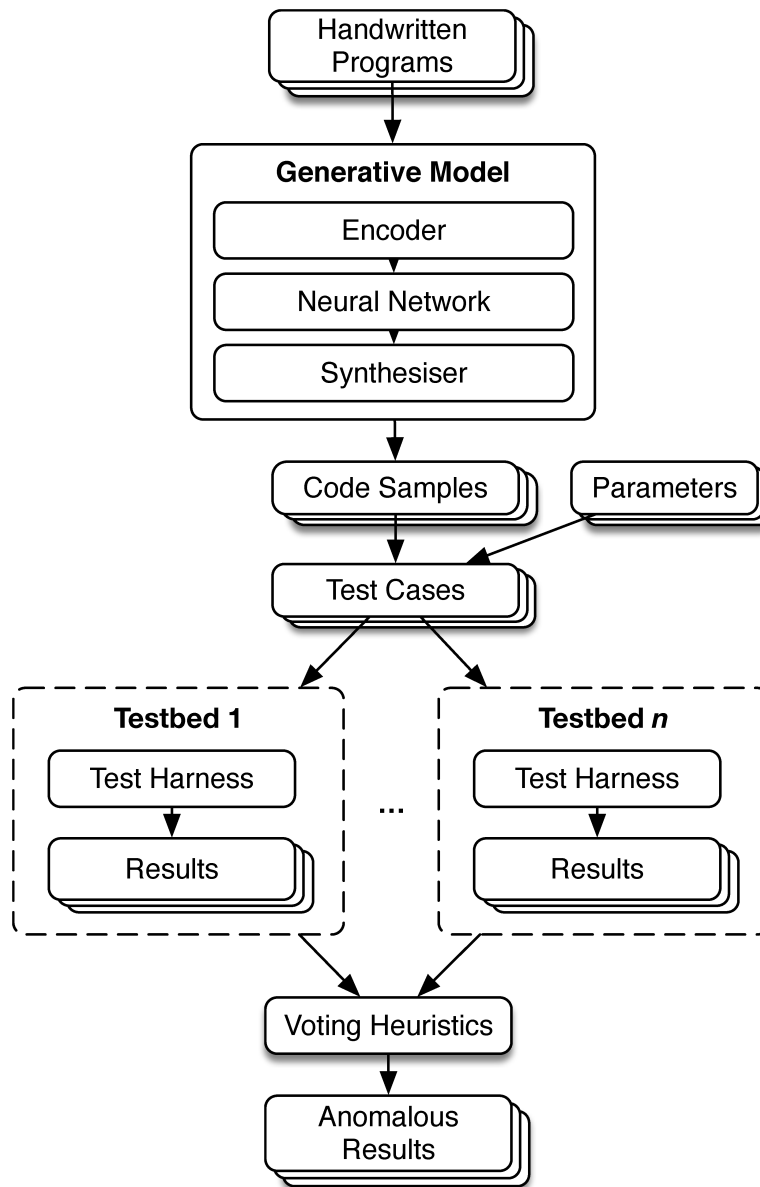 Handwritten
Programs
Generative Model
Encoder
Neural Network
Synthesiser
Code Samples
Parameters
Test Cases
Testbed 1
Test Harness
Results
...
Testbed n
Test Harness
Results
Voting Heuristics
Anomalous
Results